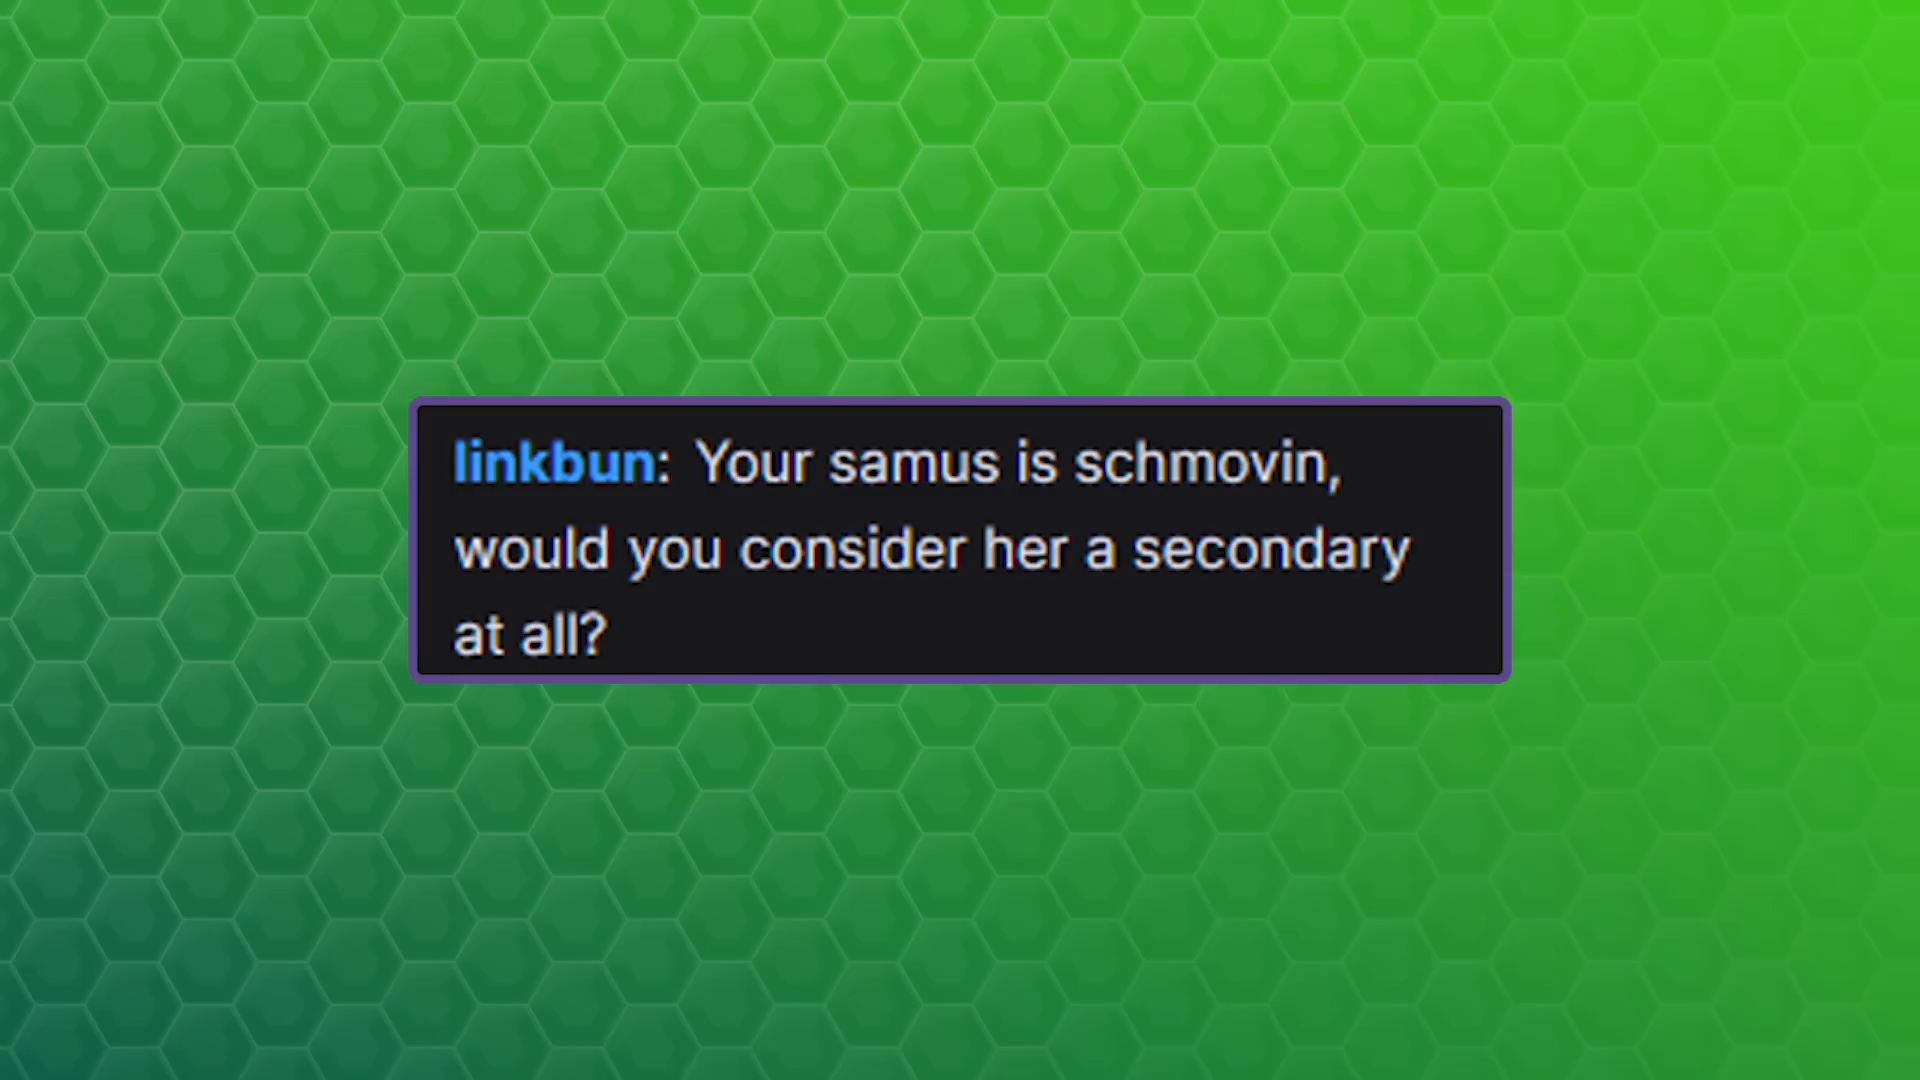 linkbun: Your samus is schmovin,
would you consider her a secondary
at all?